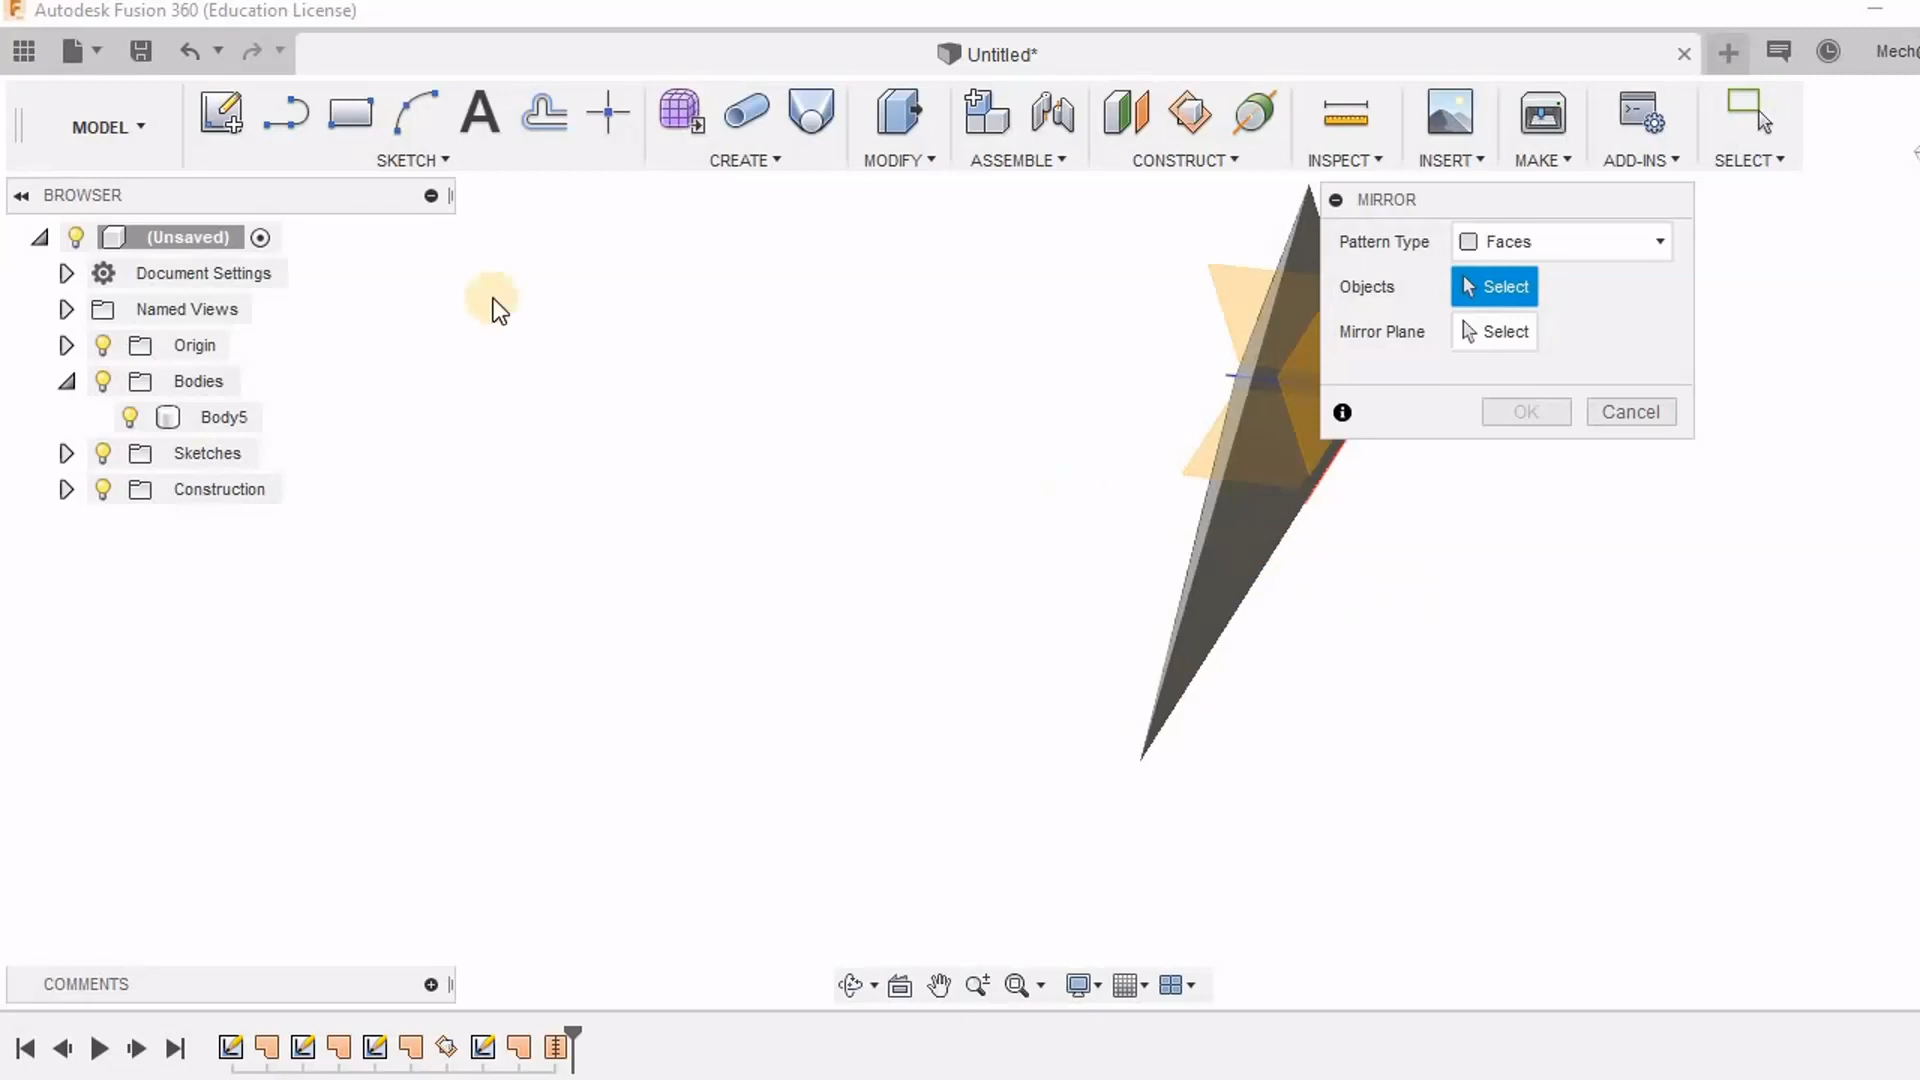 Autodesk Fusion 360 (Education License)
Untitled*
MODEL
SKETCH
CREATE
MODIFY
ASSEMBLE
CONSTRUCT
INSPECT
INSERT
MAKE
ADD-INS
SELECT
BROWSER
(Unsaved)
Document Settings
Named Views
Origin
Bodies
Body5
Sketches
Construction
MIRROR
Pattern Type
Faces
Objects
Select
Mirror Plane
Select
OK
Cancel
COMMENTS